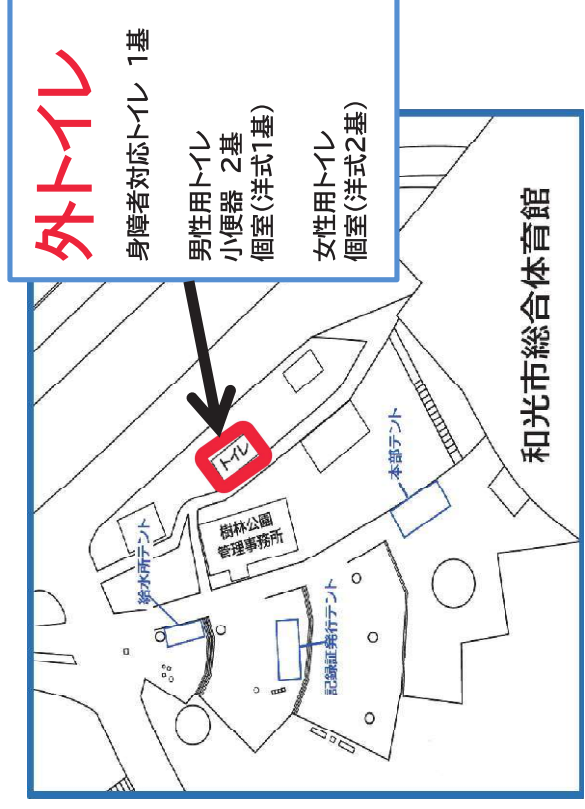 外トイレ
身障者対応トイレ 1基
男性用トイレ
小便器 2基
個室(洋式1基)
女性用トイレ
個室(洋式2基)
トイレ
給水所テント
樹林公園
管理事務所
記録証発行テント
本部テント
和光市総合体育館